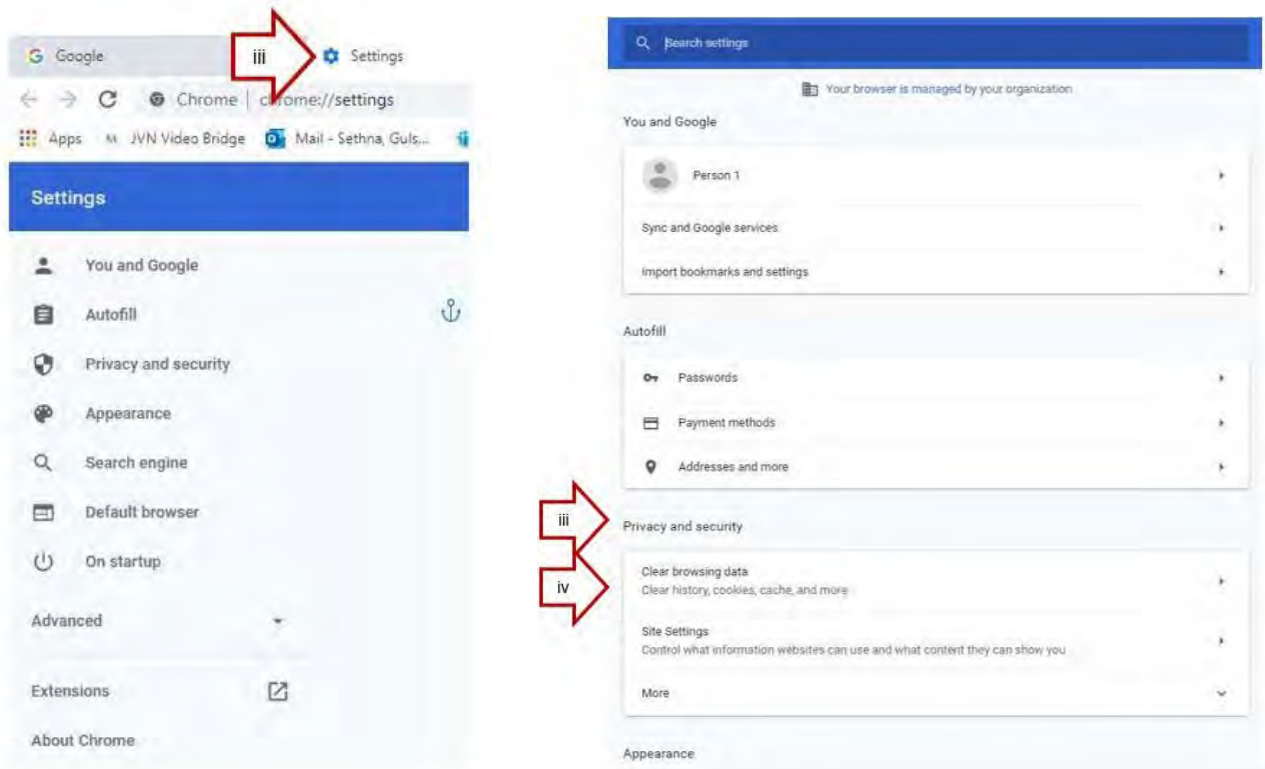 Google
iii
Settings
Chrome | chrome://settings
Apps
JVN Video Bridge
Mail - Sethna, Guls...
Settings
You and Google
Autofill
Privacy and security
Appearance
Search engine
Default browser
On startup
Advanced
Extensions
About Chrome
Search settings
Your browser is managed by your organization
You and Google
Person 1
Sync and Google services
Import bookmarks and settings
Autofill
Passwords
Payment methods
Addresses and more
iii
Privacy and security
iv
Clear browsing data
Clear history, cookies, cache, and more
Site Settings
Control what information websites can use and what content they can show you
More
Appearance